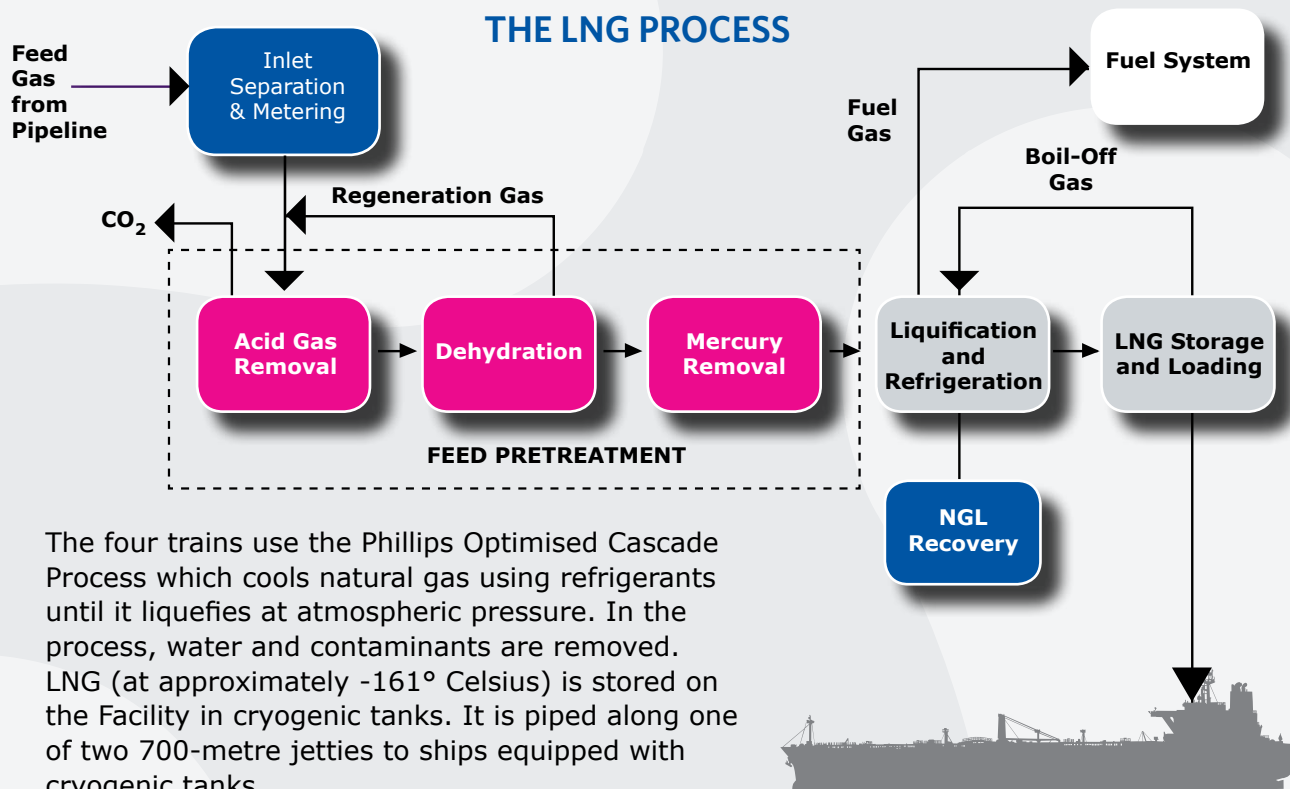 THE LNG PROCESS
Feed
Gas
from
Pipeline
Inlet
Separation
& Metering
Fuel System
Fuel
Gas
Boil-Off
Gas
Regeneration Gas
CO₂
Acid Gas
Removal
Dehydration
Mercury
Removal
Liquification
and
Refrigeration
LNG Storage
and Loading
FEED PRETREATMENT
NGL
Recovery
The four trains use the Phillips Optimised Cascade
Process which cools natural gas using refrigerants
until it liquefies at atmospheric pressure. In the
process, water and contaminants are removed.
LNG (at approximately -161° Celsius) is stored on
the Facility in cryogenic tanks. It is piped along one
of two 700-metre jetties to ships equipped with
cryogenic tanks